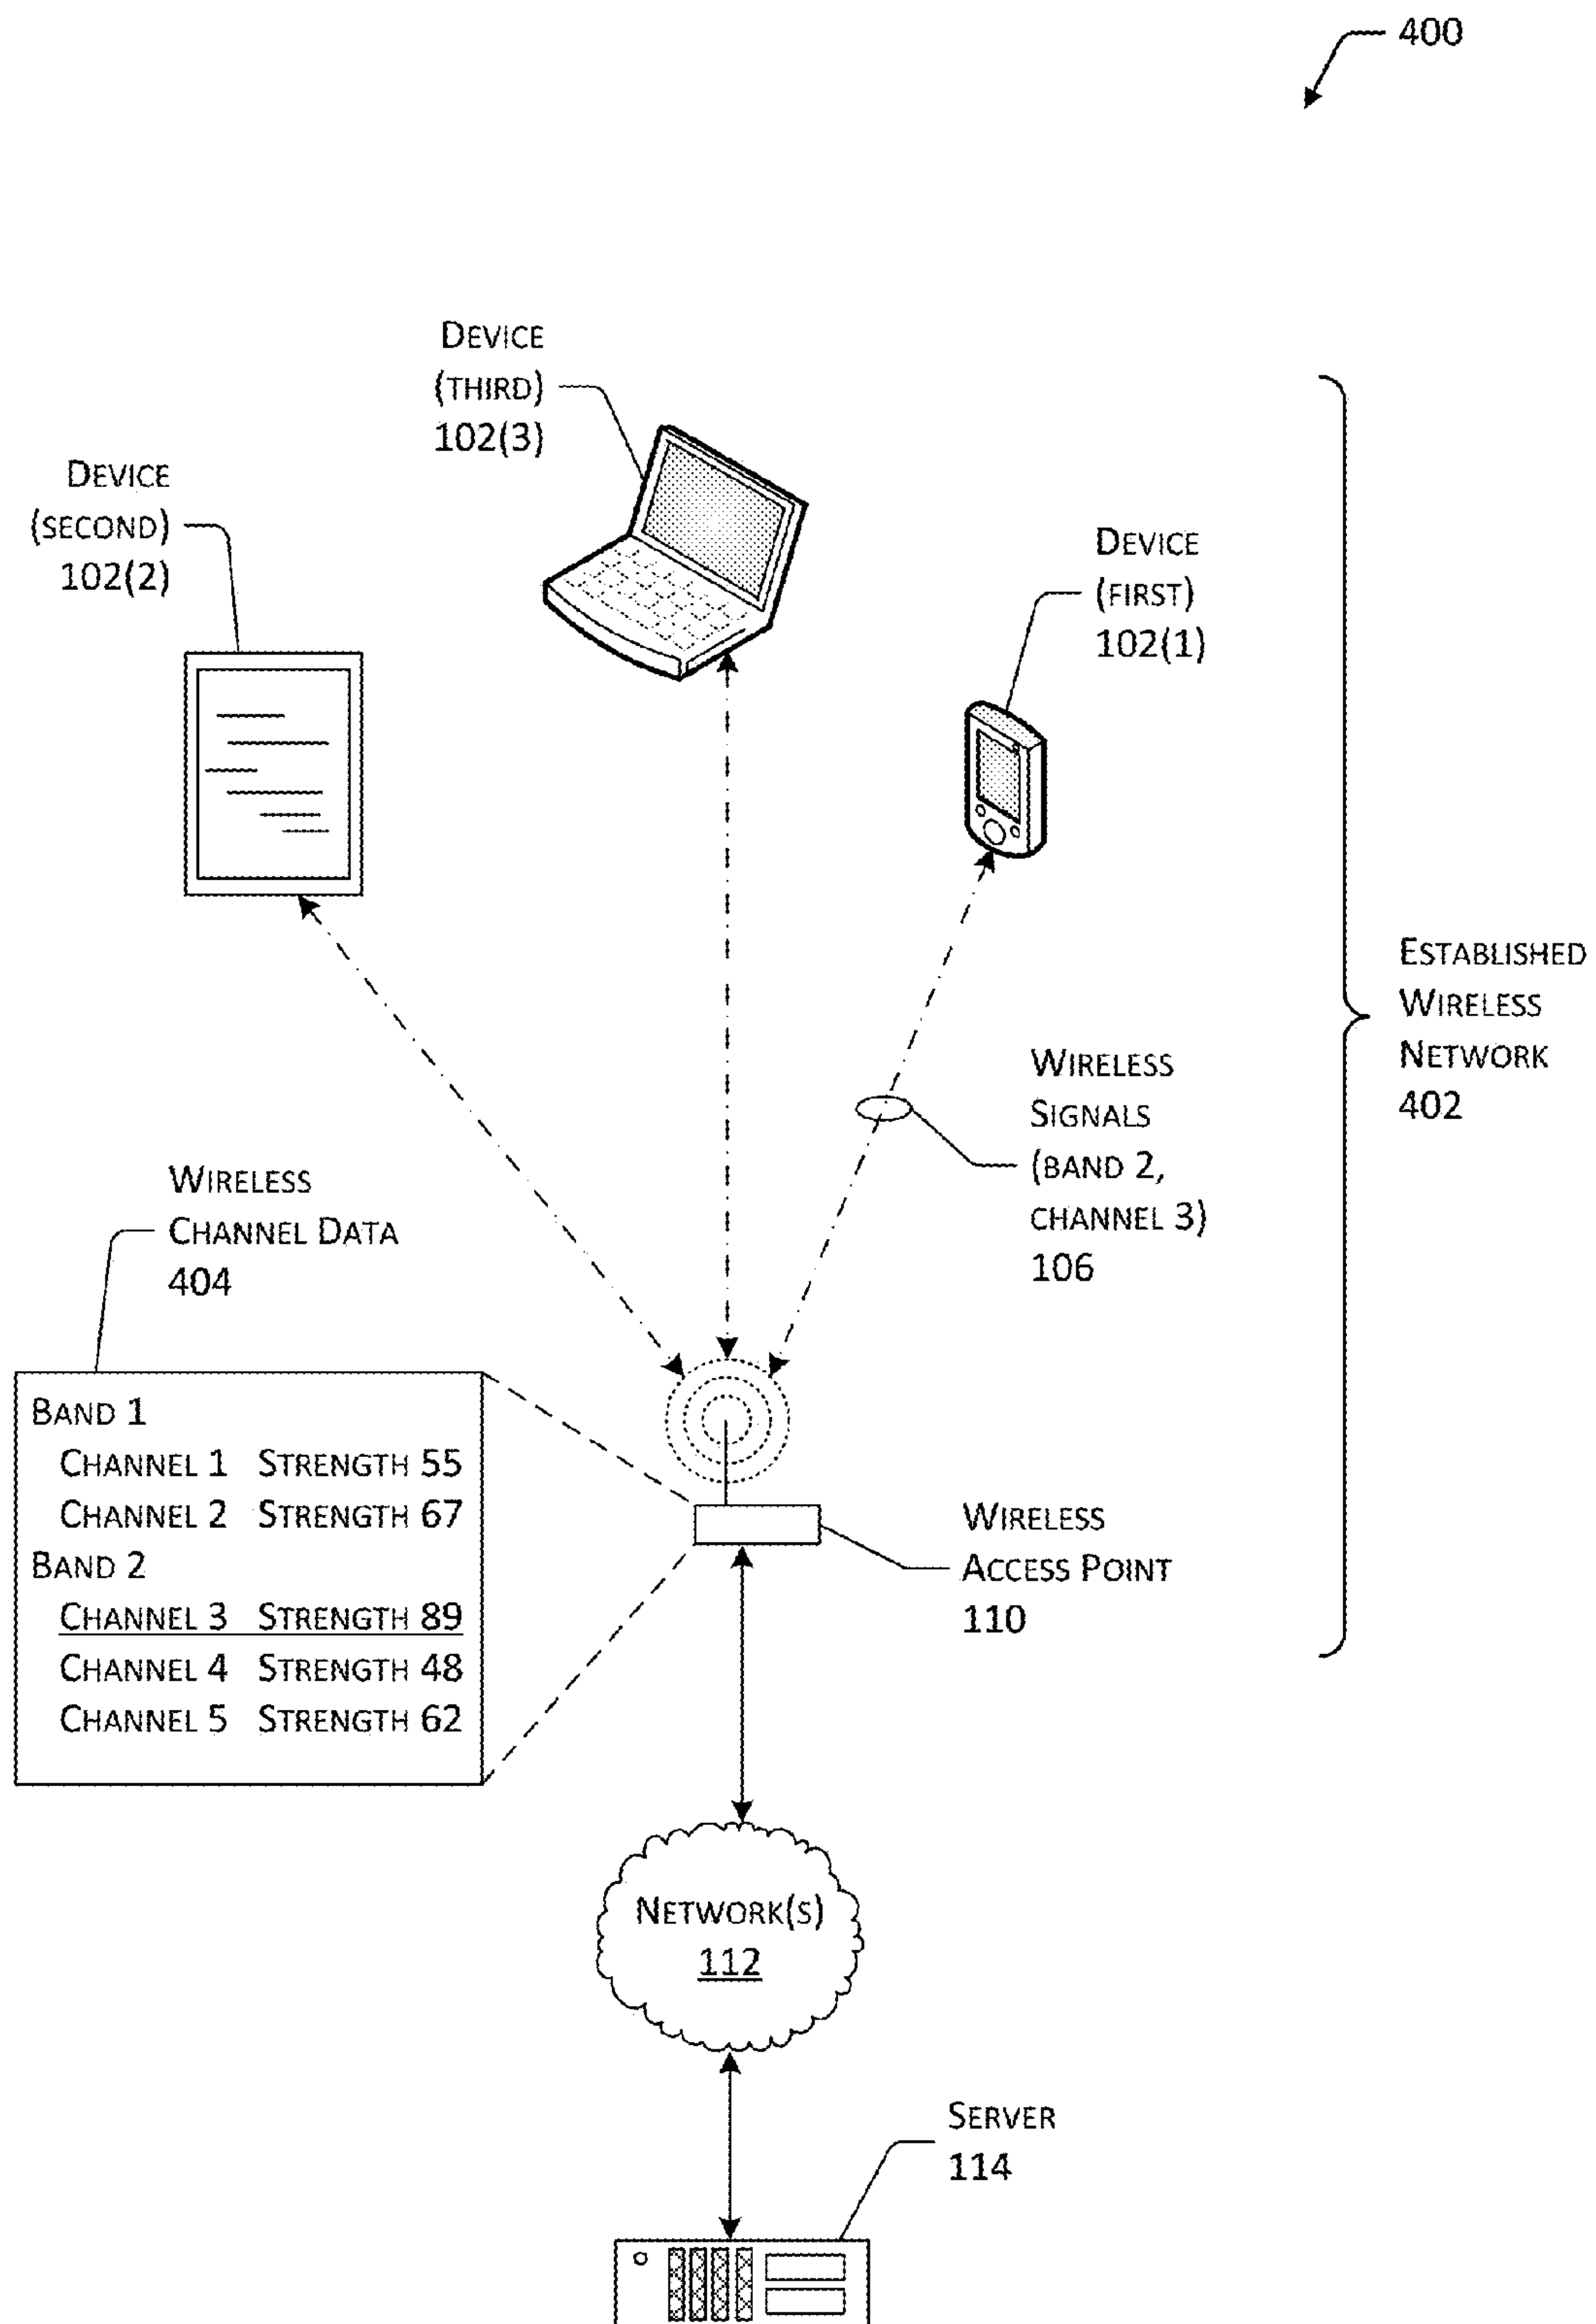 400
DEVICE
(THIRD)
102(3)
DEVICE
(SECOND)
102(2)
DEVICE
(FIRST)
102(1)
ESTABLISHED
WIRELESS
NETWORK
402
WIRELESS
SIGNALS
(BAND 2,
CHANNEL 3)
106
WIRELESS
CHANNEL DATA
404
BAND 1
CHANNEL 1 STRENGTH 55
CHANNEL 2 STRENGTH 67
BAND 2
CHANNEL 3 STRENGTH 89
CHANNEL 4 STRENGTH 48
CHANNEL 5 STRENGTH 62
WIRELESS
ACCESS POINT
110
NETWORK(S)
112
SERVER
114